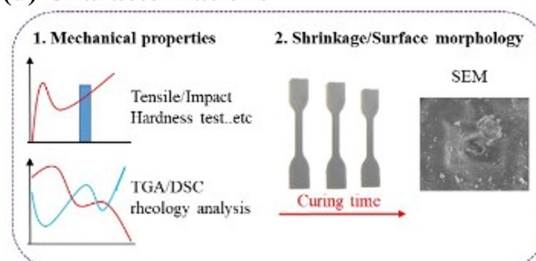 1. Mechanical properties
Tensile/Impact
Hardness test..etc
TGA/DSC
rheology analysis
2. Shrinkage/Surface morphology
SEM
Curing time